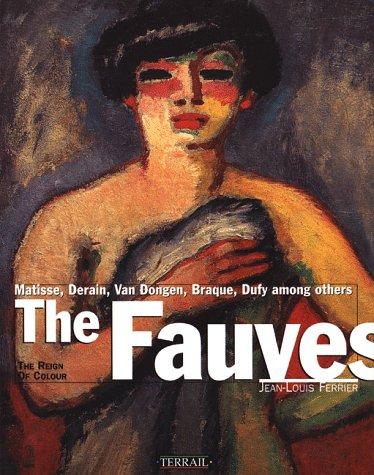 Matisse, Derain, Van Dongen, Braque, Dufy among others
The Fauves
THE REIGN
OF COLOUR
JEAN-LOUIS FERRIER
TERRAIL